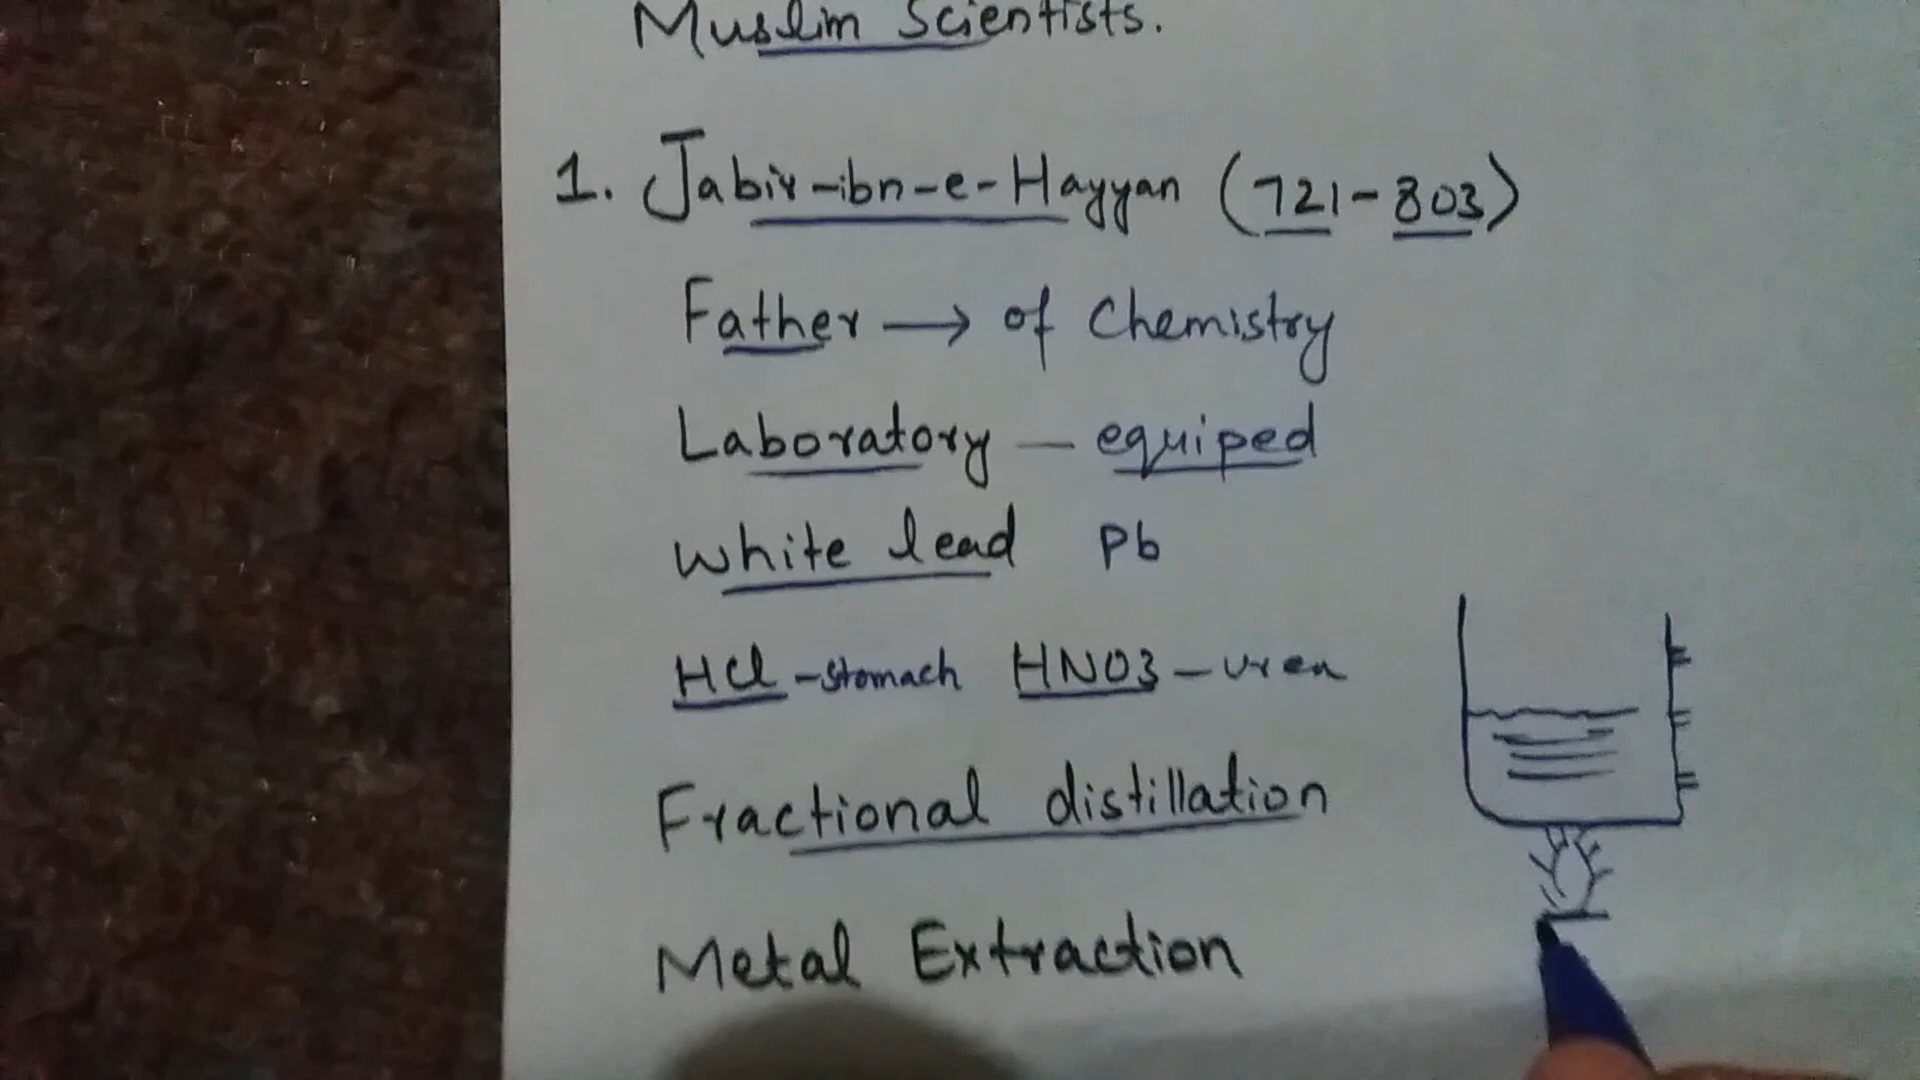 Muslim Scientists.
1. Jabir-ibn-e-Hayyan (721-803)
Father → of Chemistry
Laboratory — equiped
White lead Pb
HCl - stomach HNO3 - urea
Fractional distillation
Metal Extraction